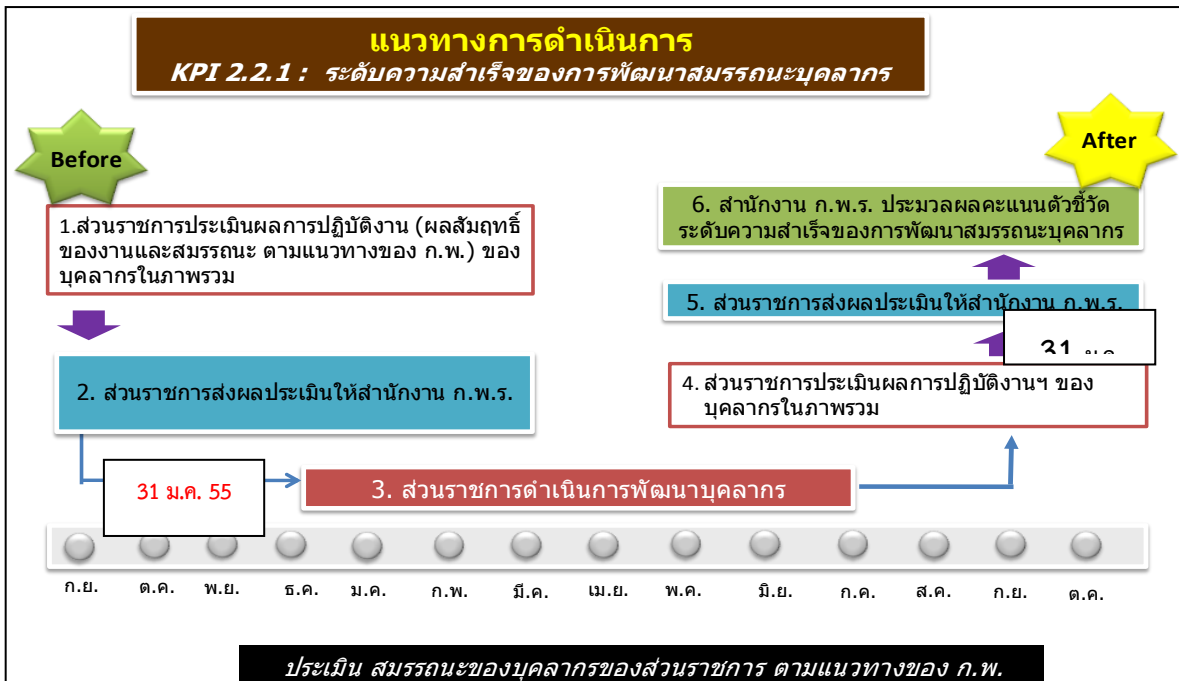 แนวทางการดำเนินการ
KPI 2.2.1 : ระดับความสำเร็จของการพัฒนาสมรรถนะบุคลากร
Before
After
1.ส่วนราชการประเมินผลการปฏิบัติงาน (ผลสัมฤทธิ์
ของงานและสมรรถนะ ตามแนวทางของ ก.พ.) ของ
บุคลากรในภาพรวม
2. ส่วนราชการส่งผลประเมินให้สำนักงาน ก.พ.ร.
31 ม.ค. 55
3. ส่วนราชการดำเนินการพัฒนาบุคลากร
6. สำนักงาน ก.พ.ร. ประมวลผลคะแนนตัวชี้วัด
ระดับความสำเร็จของการพัฒนาสมรรถนะบุคลากร
5. ส่วนราชการส่งผลประเมินให้สำนักงาน ก.พ.ร.
31
4. ส่วนราชการประเมินผลการปฏิบัติงานฯ ของ
บุคลากรในภาพรวม
ก.ย. ต.ค. พ.ย. ธ.ค. ม.ค. ก.พ. มี.ค. เม.ย. พ.ค. มิ.ย. ก.ค. ส.ค. ก.ย. ต.ค.
ประเมิน สมรรถนะของบุคลากรของส่วนราชการ ตามแนวทางของ ก.พ.